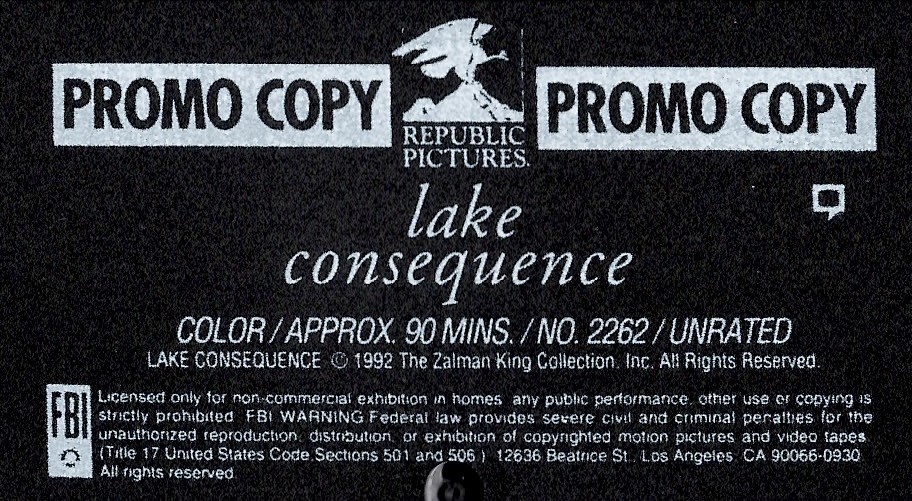 PROMO COPY
REPUBLIC
PICTURES.
PROMO COPY
lake
consequence
COLOR / APPROX. 90 MINS. / NO. 2262 / UNRATED
LAKE CONSEQUENCE © 1992 The Zalman King Collection, Inc. All Rights Reserved.
FBI
Licensed only for non-commercial exhibition in homes, any public performance, other use or copying is
strictly prohibited. FBI WARNING Federal law provides severe civil and criminal penalties for the
unauthorized reproduction, distribution, or exhibition of copyrighted motion pictures and video tapes
(Title 17 United States Code,Sections 501 and 506.) 12636 Beatrice St., Los Angeles, CA 90066-0930.
All rights reserved.